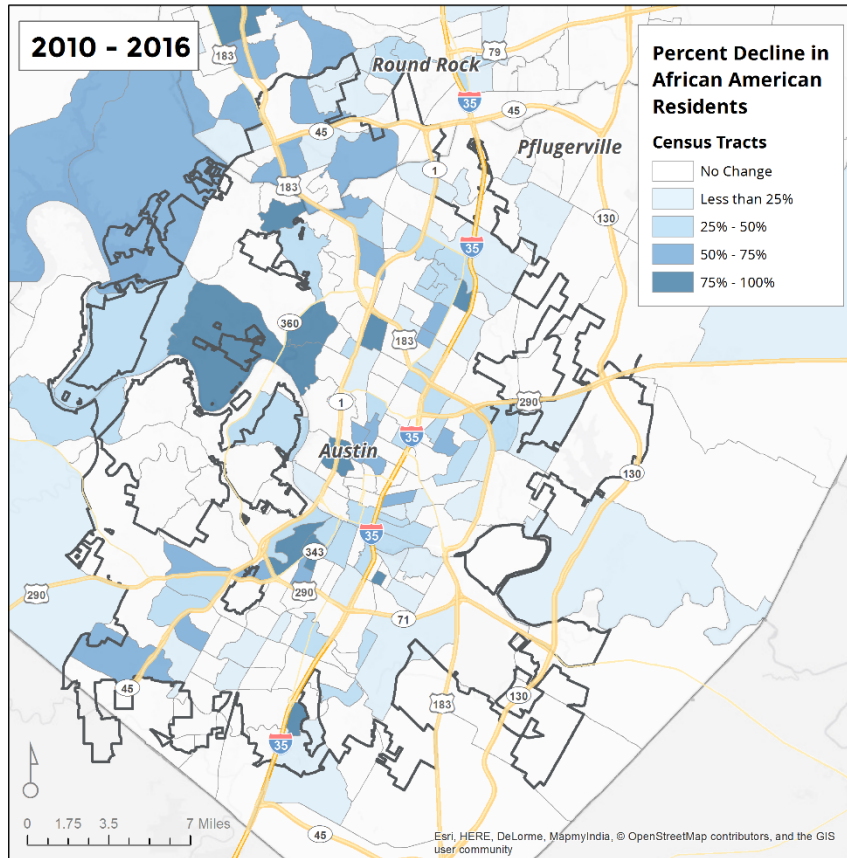 2010 - 2016
Percent Decline in
African American
Residents
Census Tracts
No Change
Less than 25%
25% - 50%
50% - 75%
75% - 100%
183
79
Round Rock
35
45
Pflugerville
1
183
130
35
360
183
290
1
35
Austin
130
35
343
290
290
71
45
183
130
35
45
0 1.75 3.5 7 Miles
Esri, HERE, DeLorme, MapmyIndia, © OpenStreetMap contributors, and the GIS
user community